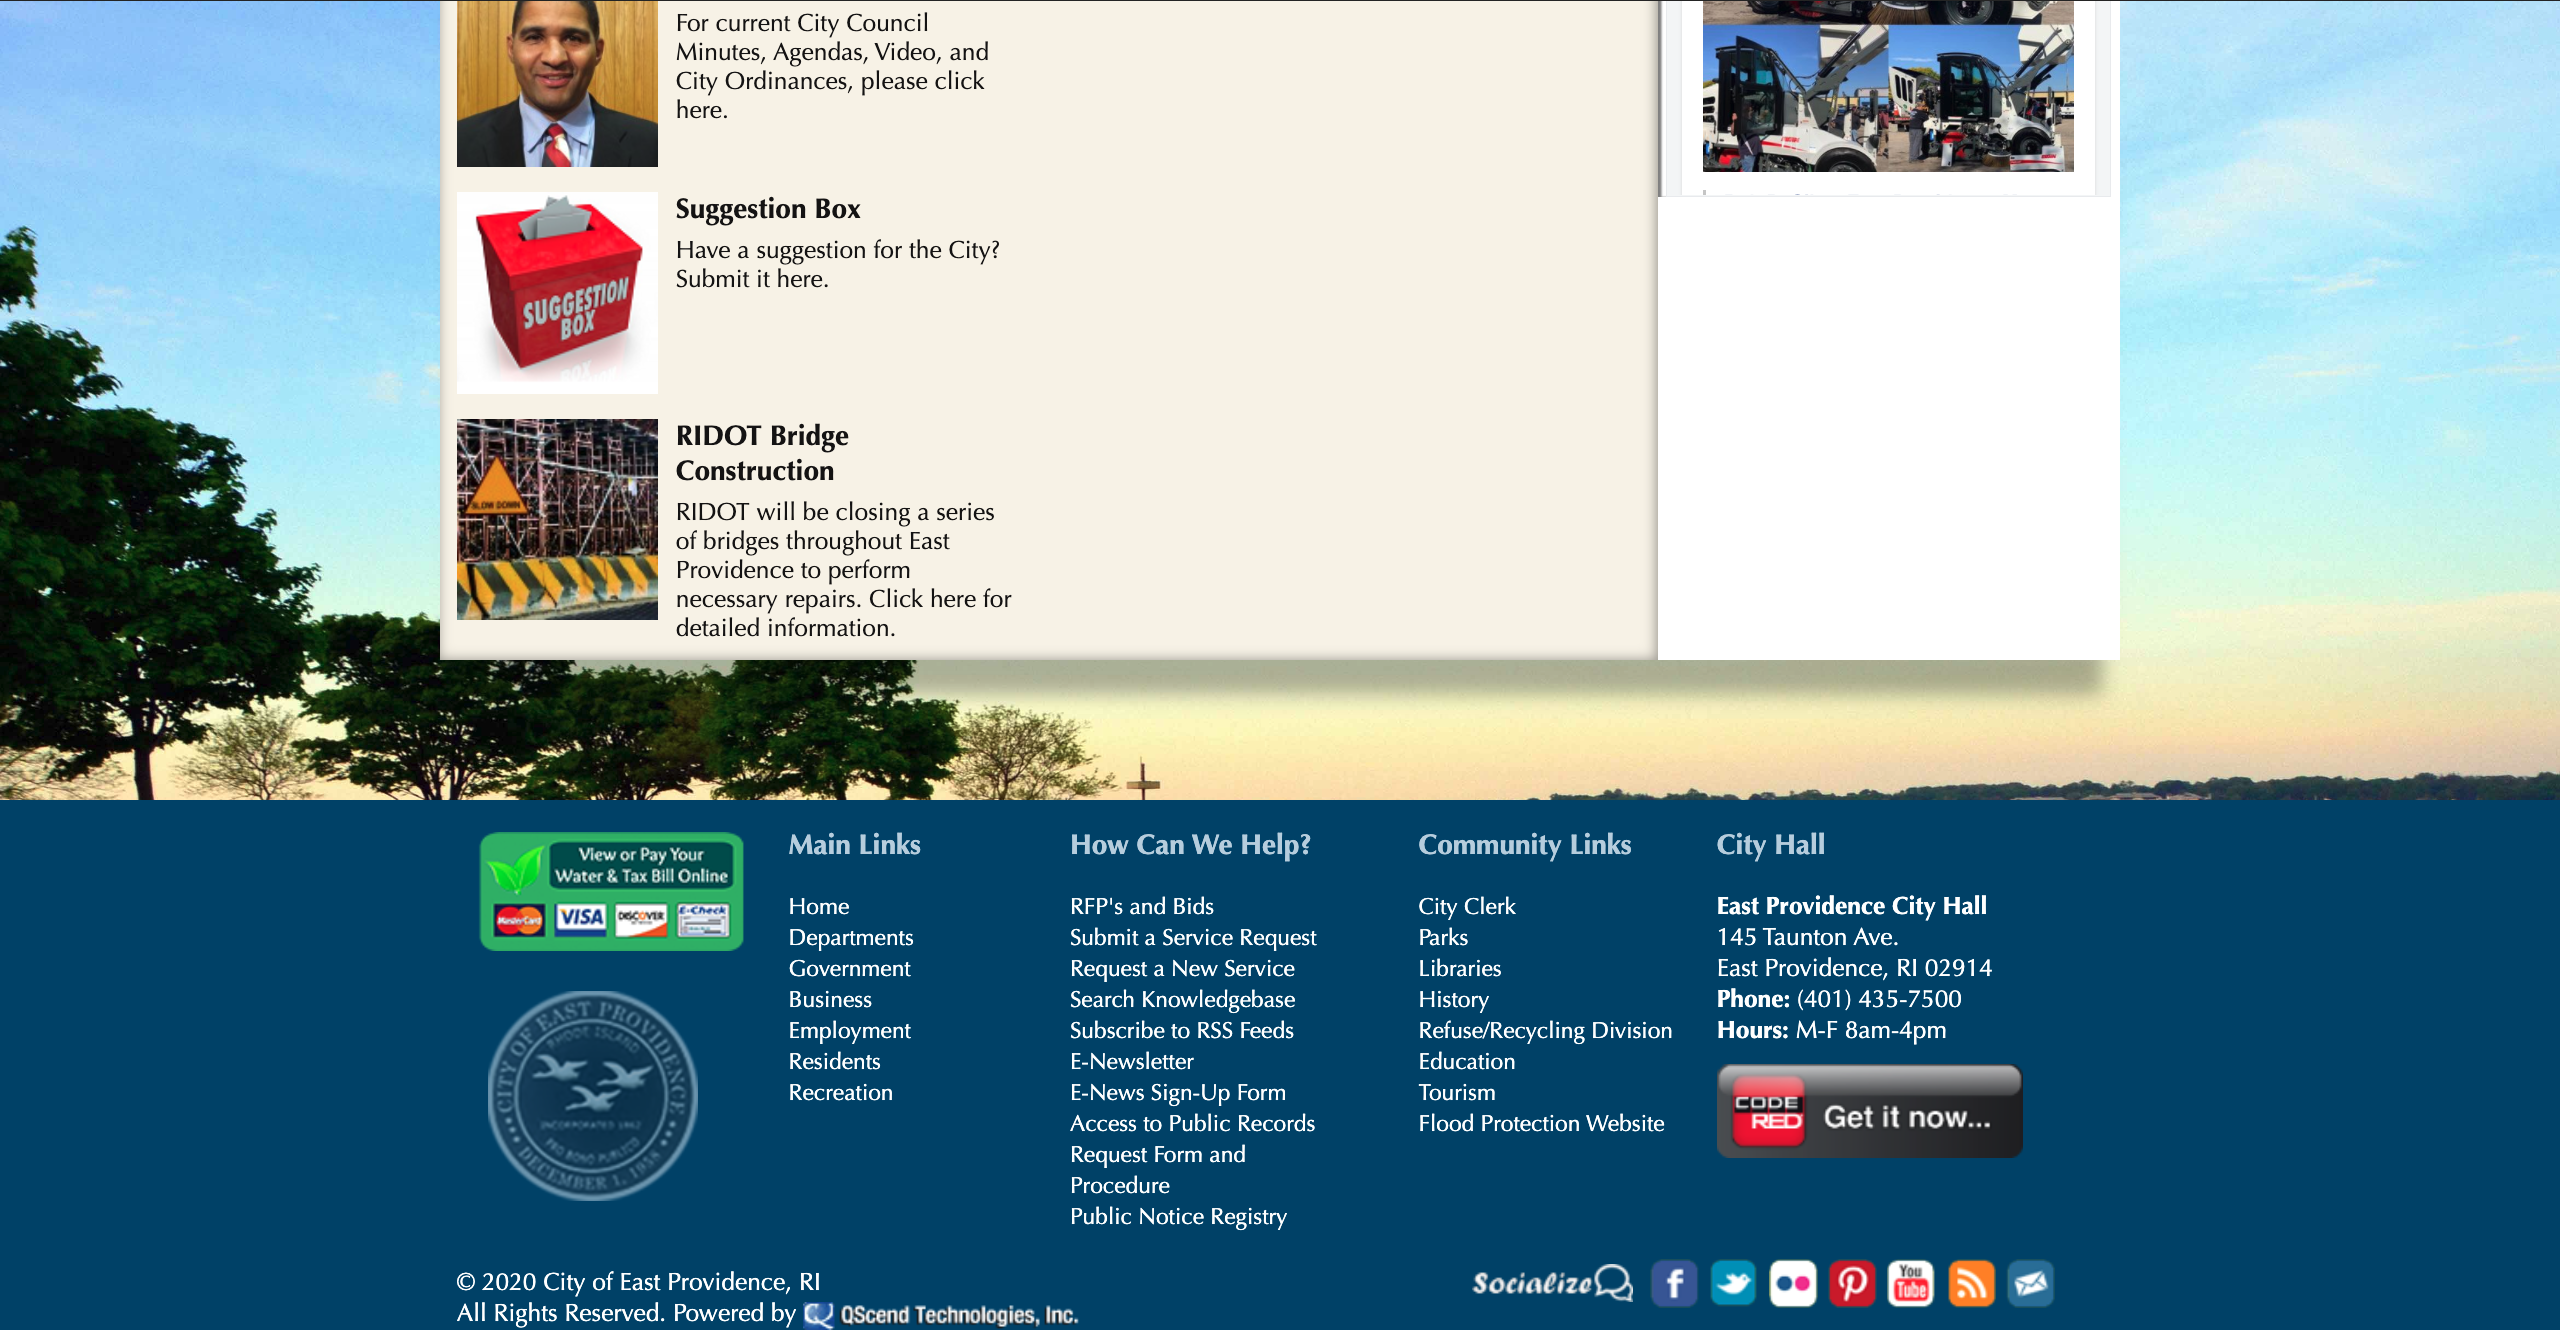 For current City Council
Minutes, Agendas, Video, and
City Ordinances, please click
here.
SUGGESTION
BOX
Suggestion Box
Have a suggestion for the City?
Submit it here.
SLOW DOWN
RIDOT Bridge
Construction
RIDOT will be closing a series
of bridges throughout East
Providence to perform
necessary repairs. Click here for
detailed information.
View or Pay Your
Water & Tax Bill Online
MasterCard
VISA
DISCOVER
E-Check
CITY OF EAST PROVIDENCE
RHODE ISLAND
INCORPORATED 1862
PRO BONO PUBLICO
DECEMBER 1, 1958
Main Links
Home
Departments
Government
Business
Employment
Residents
Recreation
How Can We Help?
RFP's and Bids
Submit a Service Request
Request a New Service
Search Knowledgebase
Subscribe to RSS Feeds
E-Newsletter
E-News Sign-Up Form
Access to Public Records
Request Form and
Procedure
Public Notice Registry
Community Links
City Clerk
Parks
Libraries
History
Refuse/Recycling Division
Education
Tourism
Flood Protection Website
City Hall
East Providence City Hall
145 Taunton Ave.
East Providence, RI 02914
Phone: (401) 435-7500
Hours: M-F 8am-4pm
CODE
RED
Get it now...
© 2020 City of East Providence, RI
All Rights Reserved. Powered by QScend Technologies, Inc.
Socialize
You
Tube